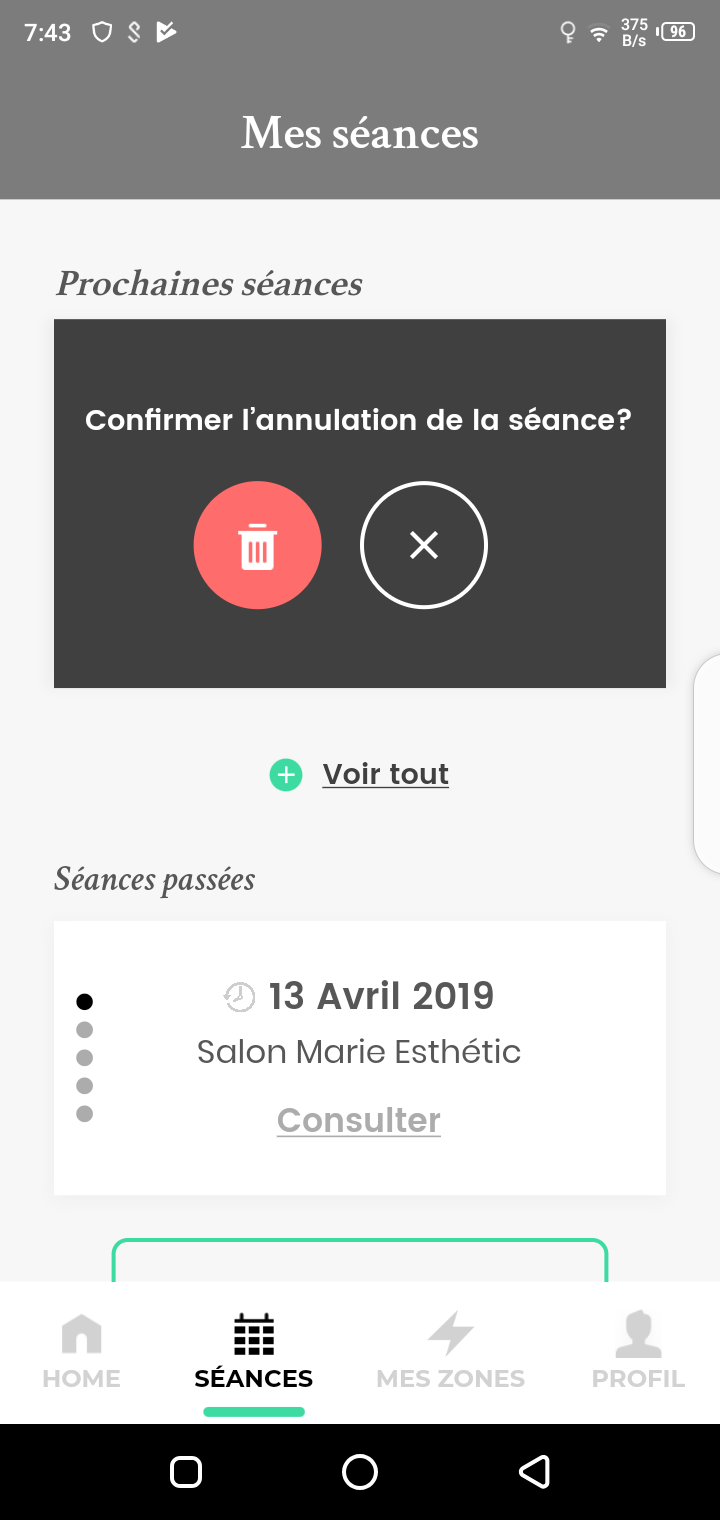 7:43
375
B/s
96
Mes séances
Prochaines séances
Confirmer l'annulation de la séance?
Voir tout
Séances passées
13 Avril 2019
Salon Marie Esthétic
Consulter
HOME
SÉANCES
MES ZONES
PROFIL